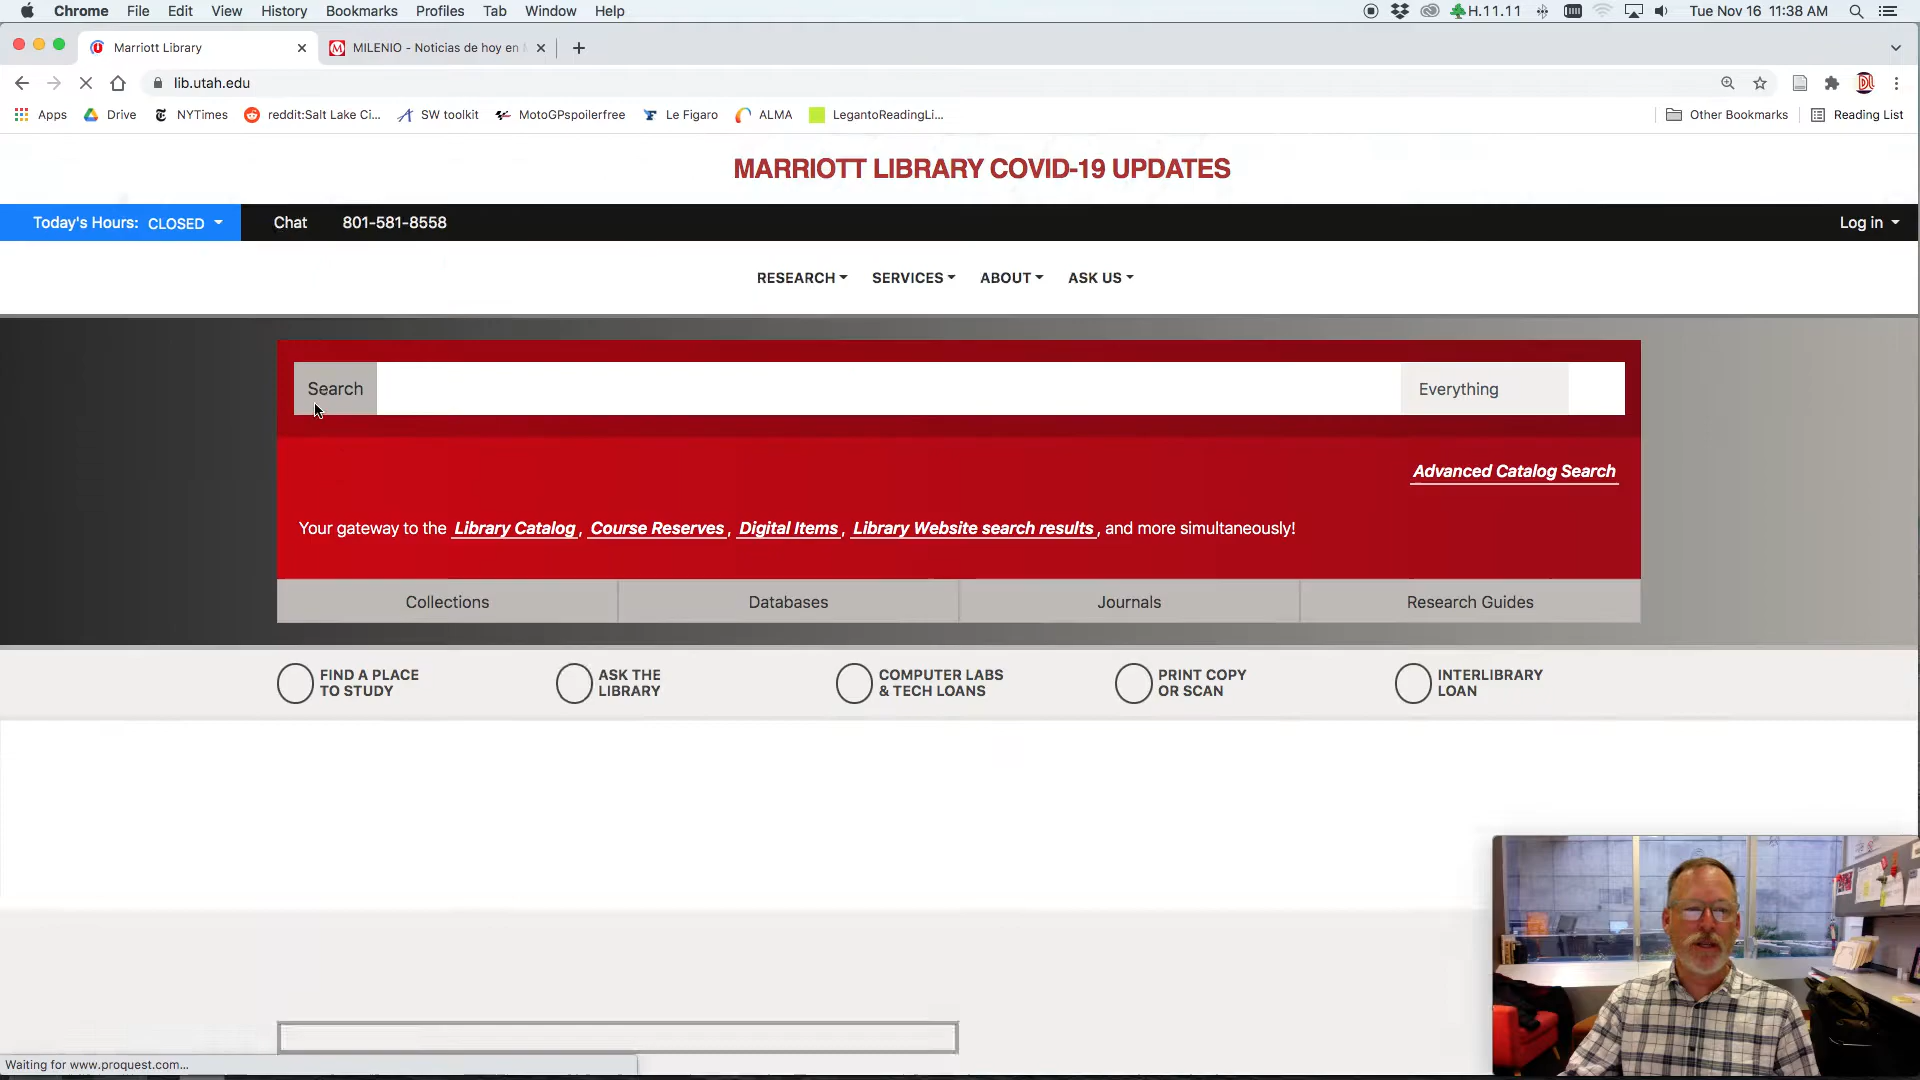 Chrome File Edit View History Bookmarks Profiles Tab Window Help H.11.11 Tue Nov 16 11:38 AM
Marriott Library MILENIO - Noticias de hoy en
lib.utah.edu
Apps Drive NYTimes reddit:Salt Lake Ci... SW toolkit MotoGPspoilerfree Le Figaro ALMA LegantoReadingLi... Other Bookmarks Reading List
MARRIOTT LIBRARY COVID-19 UPDATES
Today's Hours: CLOSED Chat 801-581-8558 Log in
RESEARCH SERVICES ABOUT ASK US
Search Everything
Advanced Catalog Search
Your gateway to the Library Catalog, Course Reserves, Digital Items, Library Website search results, and more simultaneously!
Collections Databases Journals Research Guides
FIND A PLACE TO STUDY
ASK THE LIBRARY
COMPUTER LABS & TECH LOANS
PRINT COPY OR SCAN
INTERLIBRARY LOAN
Waiting for www.proquest.com...